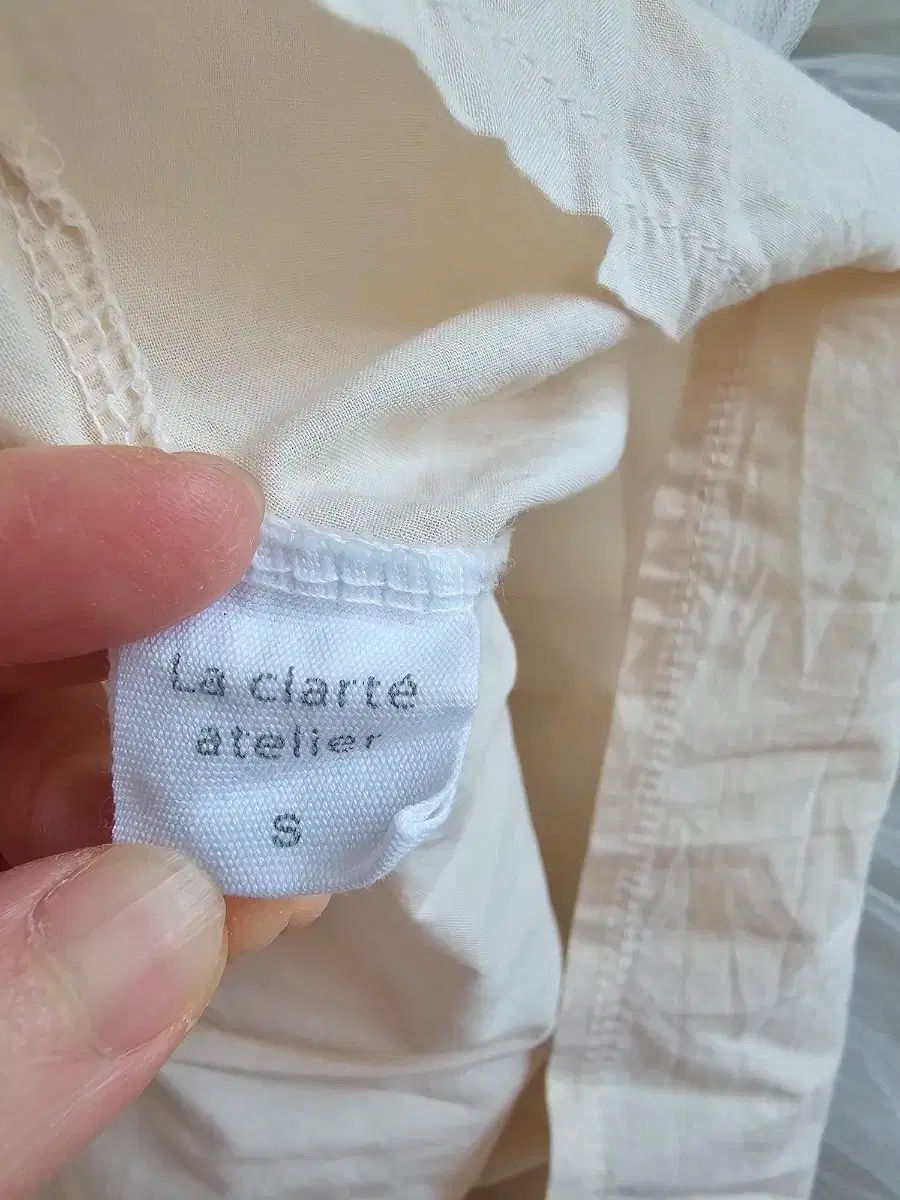 La clarté
atelier
S